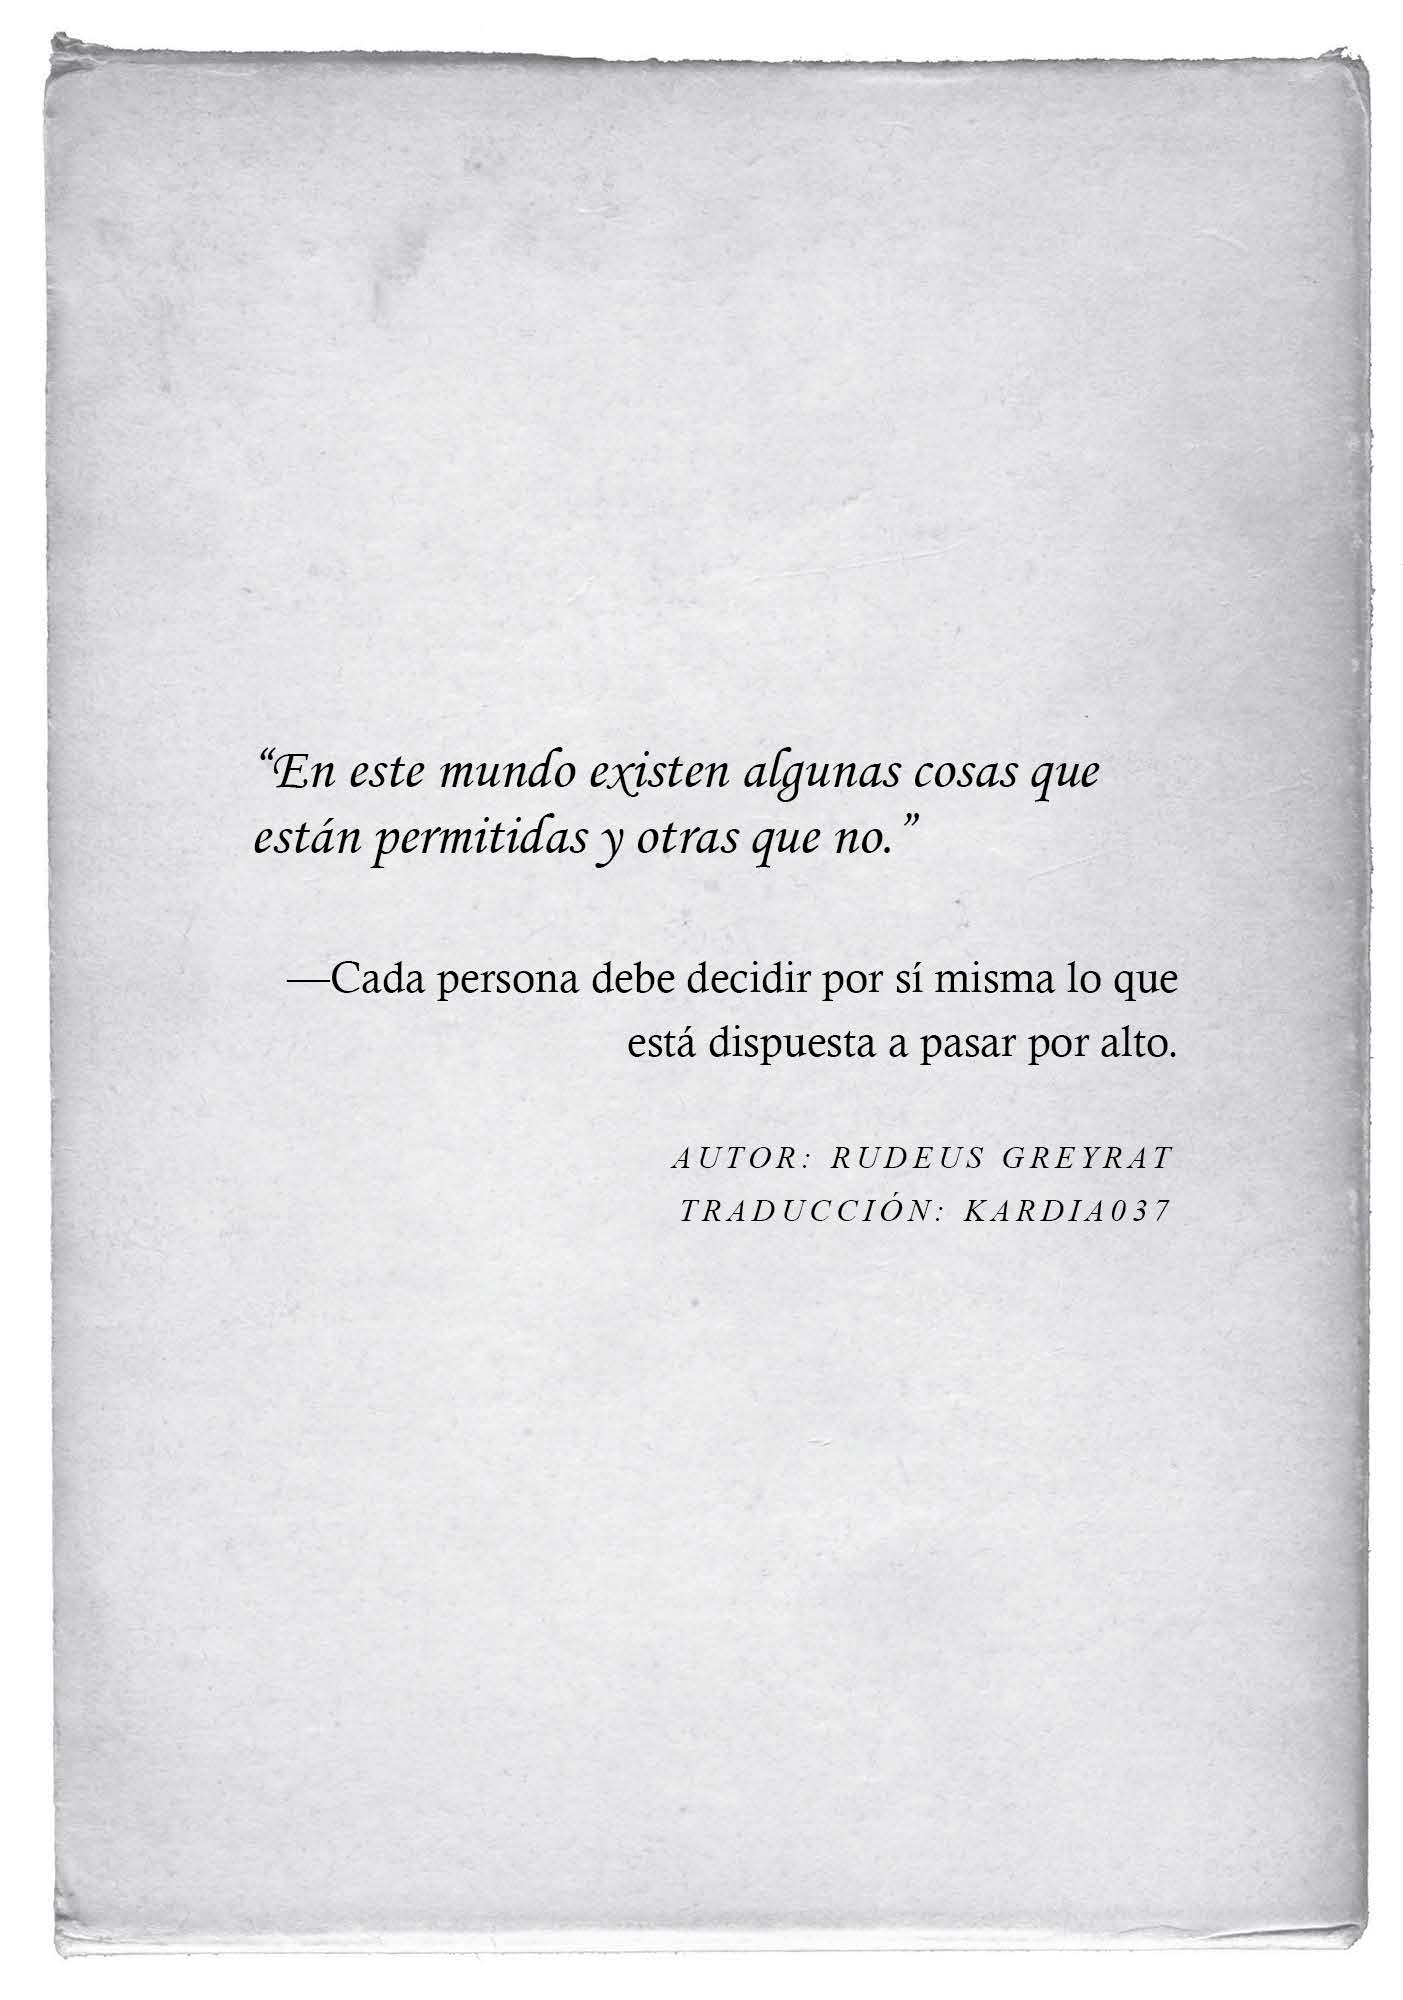 “En este mundo existen algunas cosas que
están permitidas y otras que no.”
—Cada persona debe decidir por sí misma lo que
está dispuesta a pasar por alto.
AUTOR: RUDEUS GREYRAT
TRADUCCIÓN: KARDIA037